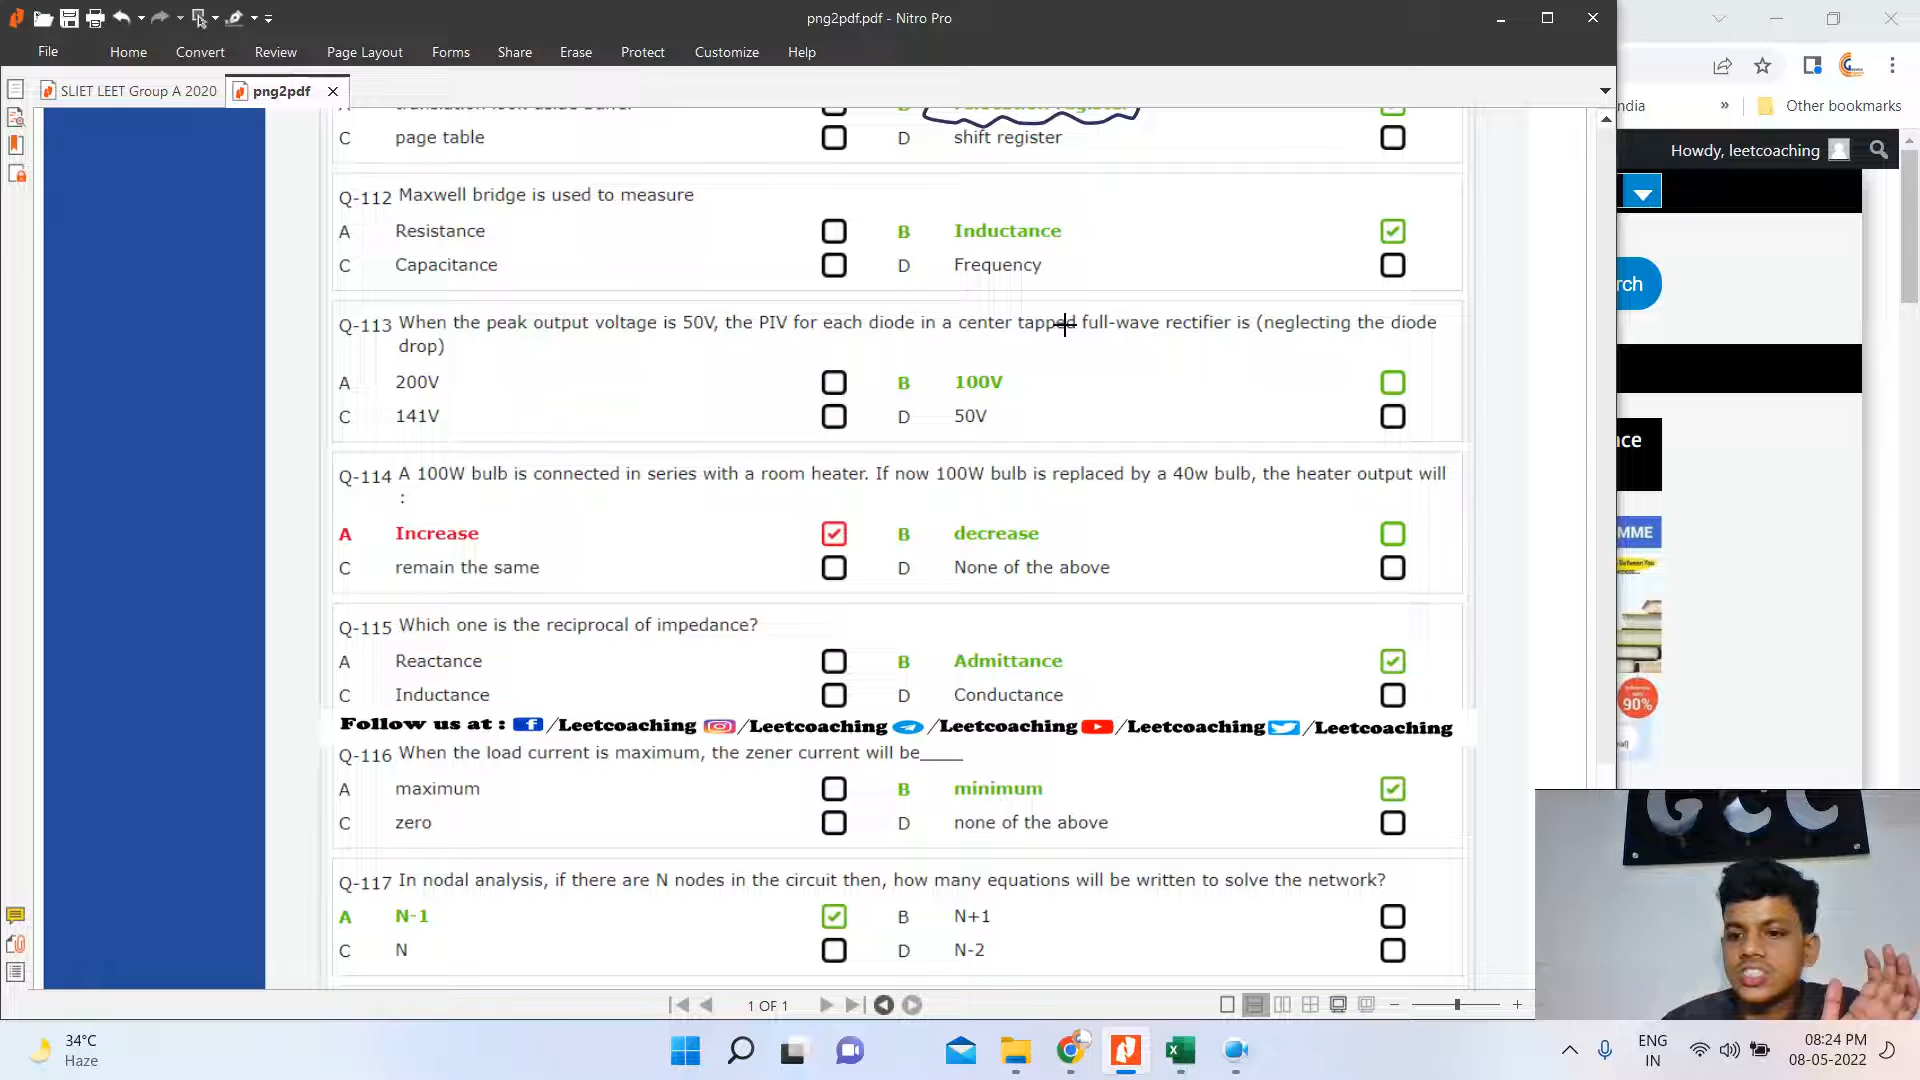 png2pdf.pdf - Nitro Pro
File Home Convert Review Page Layout Forms Share Erase Protect Customize Help
SLIET LEET Group A 2020 png2pdf
C page table D shift register
Q-112 Maxwell bridge is used to measure
A Resistance B Inductance
C Capacitance D Frequency
Q-113 When the peak output voltage is 50V, the PIV for each diode in a center tapped full-wave rectifier is (neglecting the diode
drop)
A 200V B 100V
C 141V D 50V
Q-114 A 100W bulb is connected in series with a room heater. If now 100W bulb is replaced by a 40w bulb, the heater output will
:
A Increase B decrease
C remain the same D None of the above
Q-115 Which one is the reciprocal of impedance?
A Reactance B Admittance
C Inductance D Conductance
Follow us at : /Leetcoaching /Leetcoaching /Leetcoaching /Leetcoaching /Leetcoaching
Q-116 When the load current is maximum, the zener current will be____
A maximum B minimum
C zero D none of the above
Q-117 In nodal analysis, if there are N nodes in the circuit then, how many equations will be written to solve the network?
A N-1 B N+1
C N D N-2
1 OF 1
ndia » Other bookmarks
Howdy, leetcoaching
rch
nce
MME
90%
GCC
34°C
Haze
ENG
IN
08:24 PM
08-05-2022